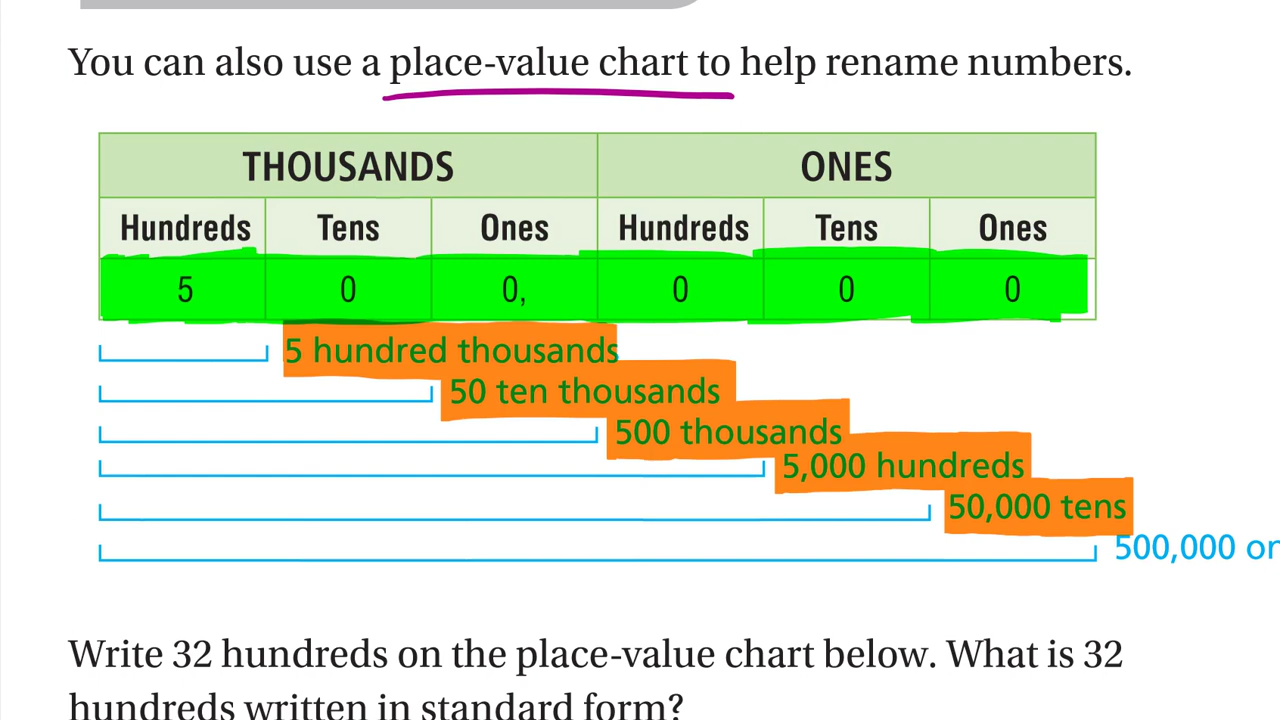 You can also use a place-value chart to help rename numbers.
THOUSANDS ONES
Hundreds Tens Ones Hundreds Tens Ones
5 0 0, 0 0 0
5 hundred thousands
50 ten thousands
500 thousands
5,000 hundreds
50,000 tens
500,000
Write 32 hundreds on the place-value chart below. What is 32
hundreds written in standard form?